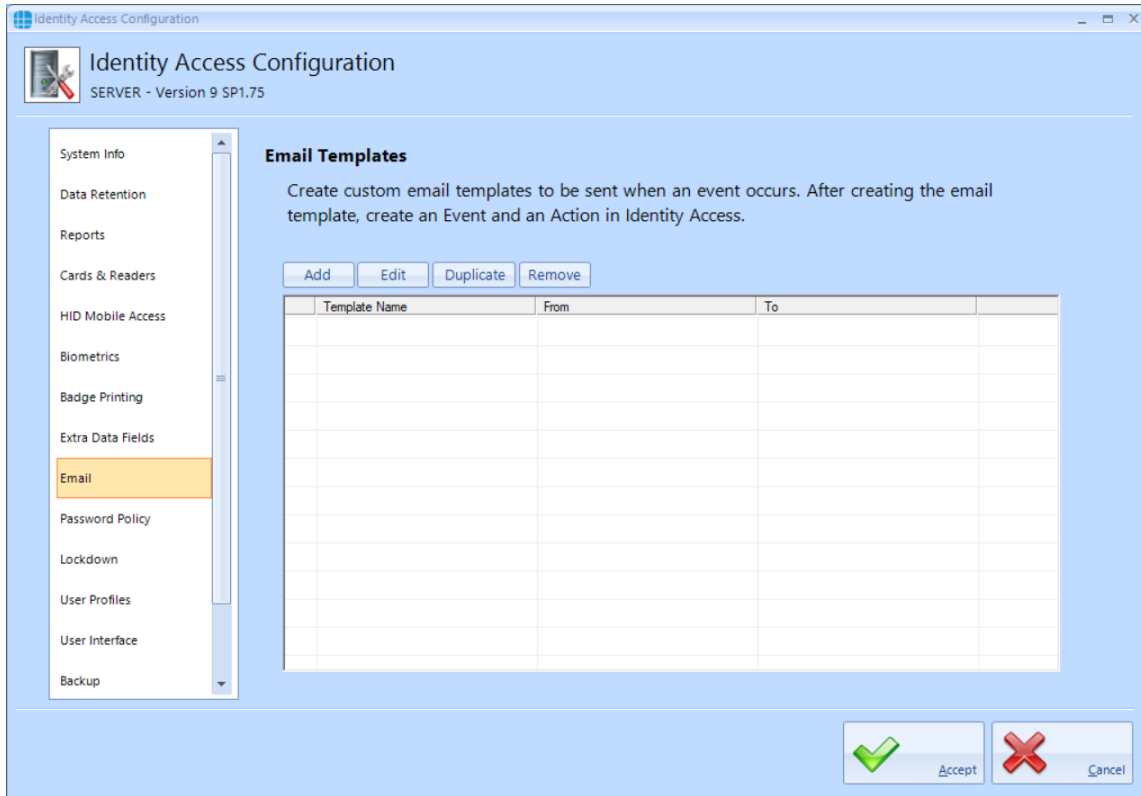 Identity Access Configuration
Identity Access Configuration
SERVER - Version 9 SP1.75
System Info
Data Retention
Reports
Cards & Readers
HID Mobile Access
Biometrics
Badge Printing
Extra Data Fields
Email
Password Policy
Lockdown
User Profiles
User Interface
Backup
Email Templates
Create custom email templates to be sent when an event occurs. After creating the email
template, create an Event and an Action in Identity Access.
Add Edit Duplicate Remove
Template Name From To
Accept Cancel